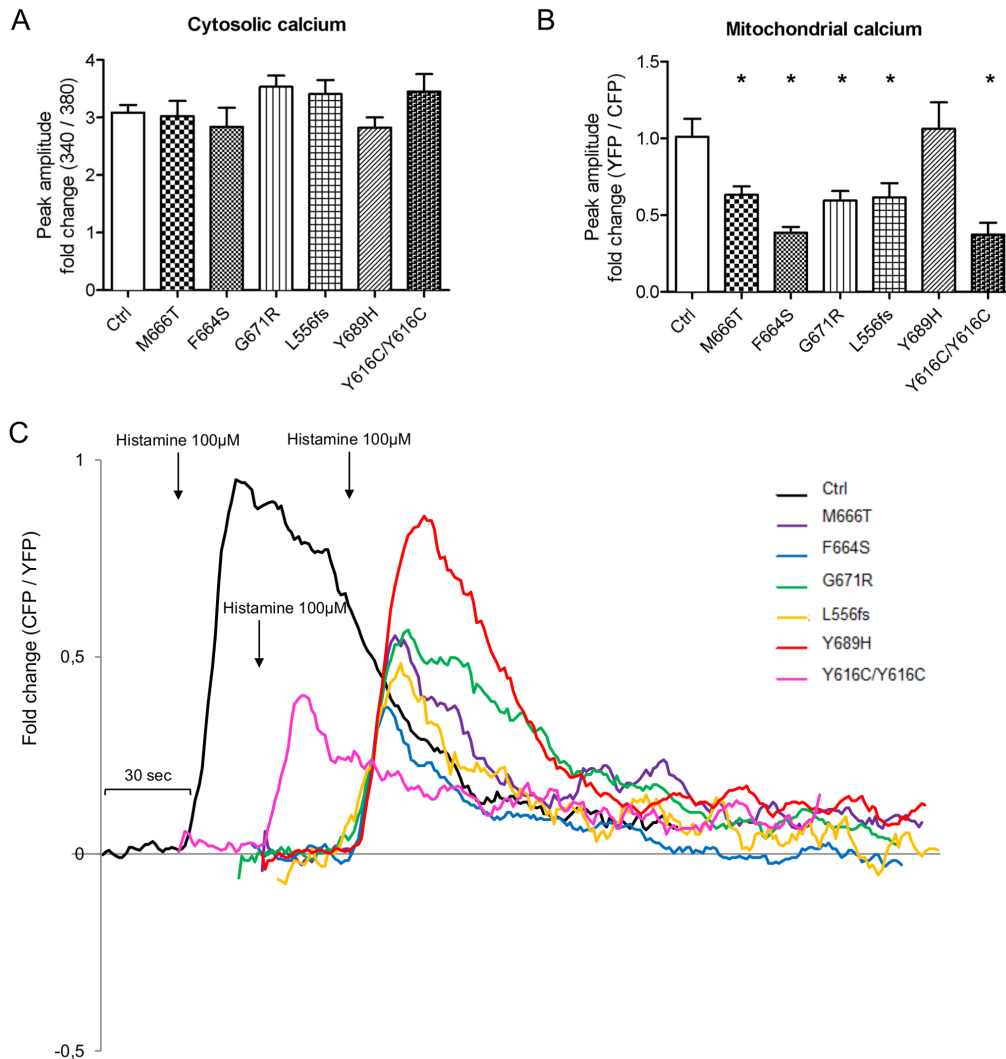 A
Cytosolic calcium
Peak amplitude
fold change (340 / 380)
4
3
2
1
0
Ctrl
M666T
F664S
G671R
L556fs
Y689H
Y616C/Y616C
B
Mitochondrial calcium
Peak amplitude
fold change (YFP / CFP)
1.5
1.0
0.5
0.0
* * * * *
Ctrl
M666T
F664S
G671R
L556fs
Y689H
Y616C/Y616C
C
Histamine 100µM
Histamine 100µM
Histamine 100µM
Fold change (CFP / YFP)
1
0,5
0
-0,5
30 sec
Ctrl
M666T
F664S
G671R
L556fs
Y689H
Y616C/Y616C